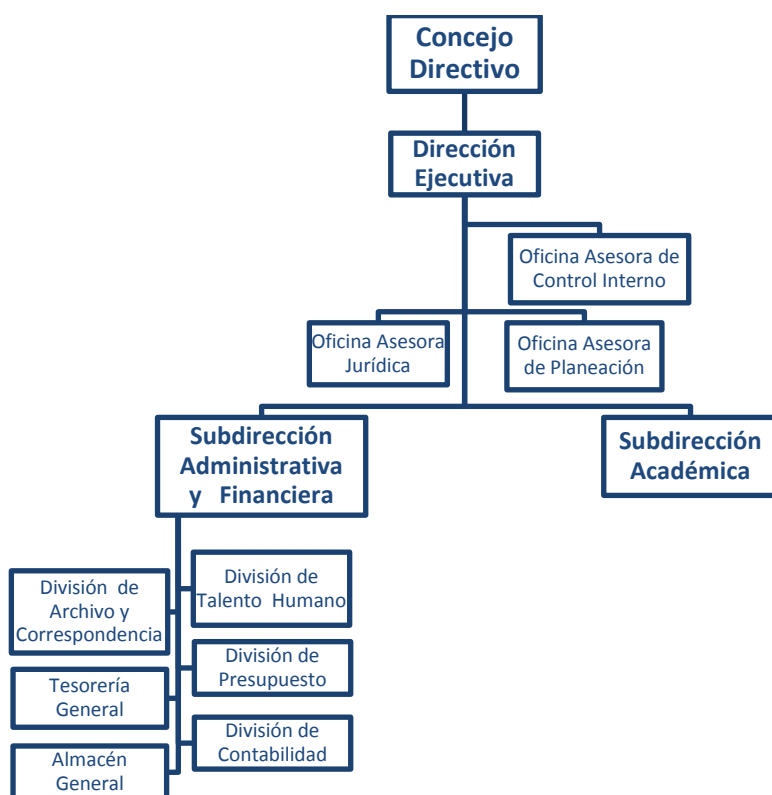 Concejo
Directivo
Dirección
Ejecutiva
Oficina Asesora de
Control Interno
Oficina Asesora
Jurídica
Oficina Asesora
de Planeación
Subdirección
Administrativa
y Financiera
Subdirección
Académica
División de
Archivo y
Correspondencia
División de
Talento Humano
Tesorería
General
División de
Presupuesto
Almacén
General
División de
Contabilidad